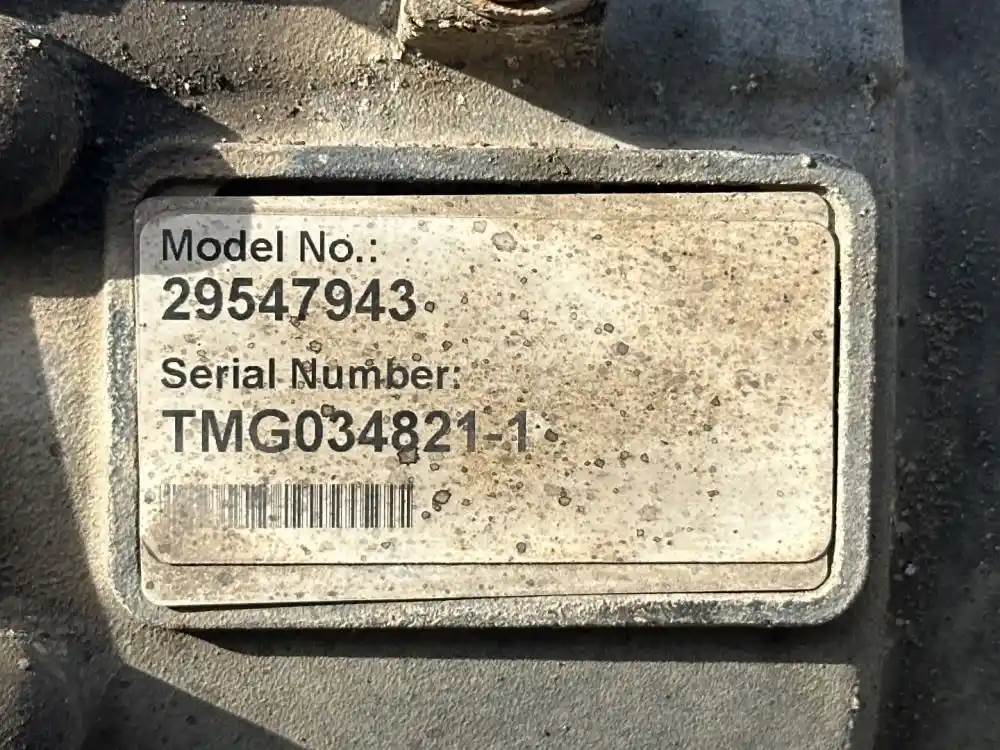 Model No.:
29547943
Serial Number:
TMG034821-1